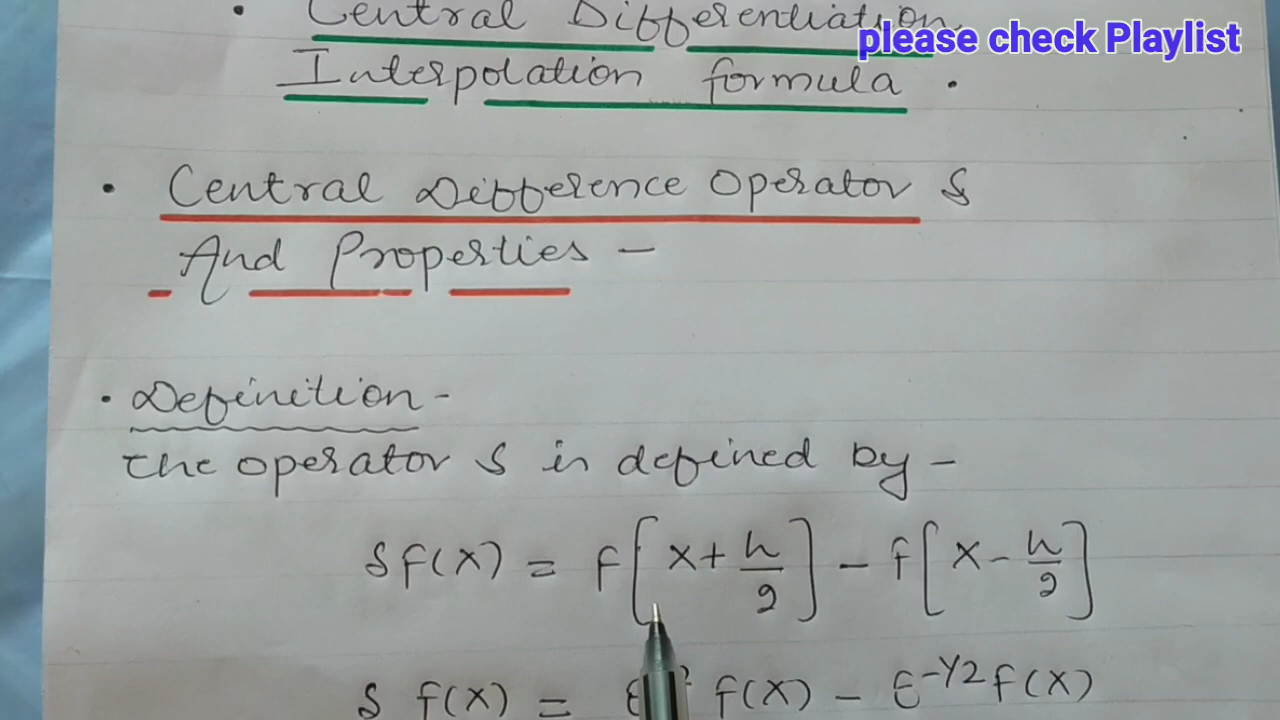 • Central Differentiation
please check Playlist
Interpolation formula .
• Central Difference Operator δ
And Properties –
• Definition -
The operator δ is defined by –
δ f(x) = f[x + h/2] – f[x – h/2]
δ f(x) = f(x) – E^-1/2 f(x)